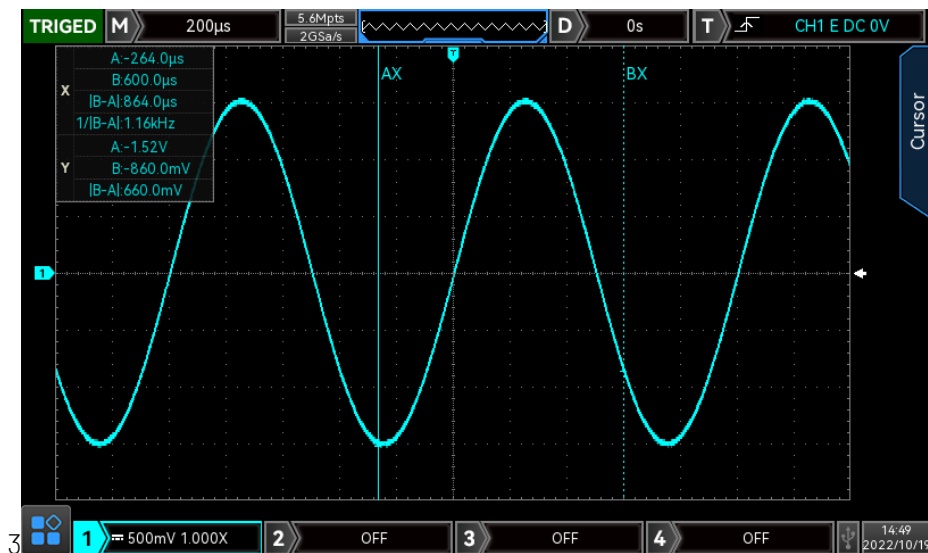 TRIGED M 200µs 5.6Mpts 2GSa/s D 0s T CH1 E DC 0V
T
X
A:-264.0µs
B:600.0µs
|B-A|:864.0µs
1/|B-A|:1.16kHz
Y
A:-1.52V
B:-860.0mV
|B-A|:660.0mV
AX
BX
Cursor
1
3
1 500mV 1.000X 2 OFF 3 OFF 4 OFF
14:49
2022/10/19